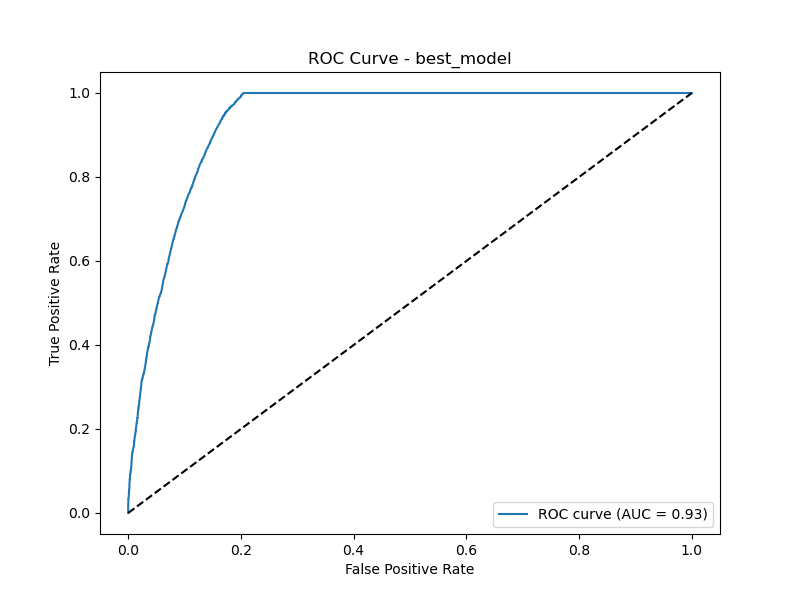 ROC Curve - best_model
1.0
0.8
0.6
0.4
0.2
0.0
True Positive Rate
ROC curve (AUC = 0.93)
0.0 0.2 0.4 0.6 0.8 1.0
False Positive Rate